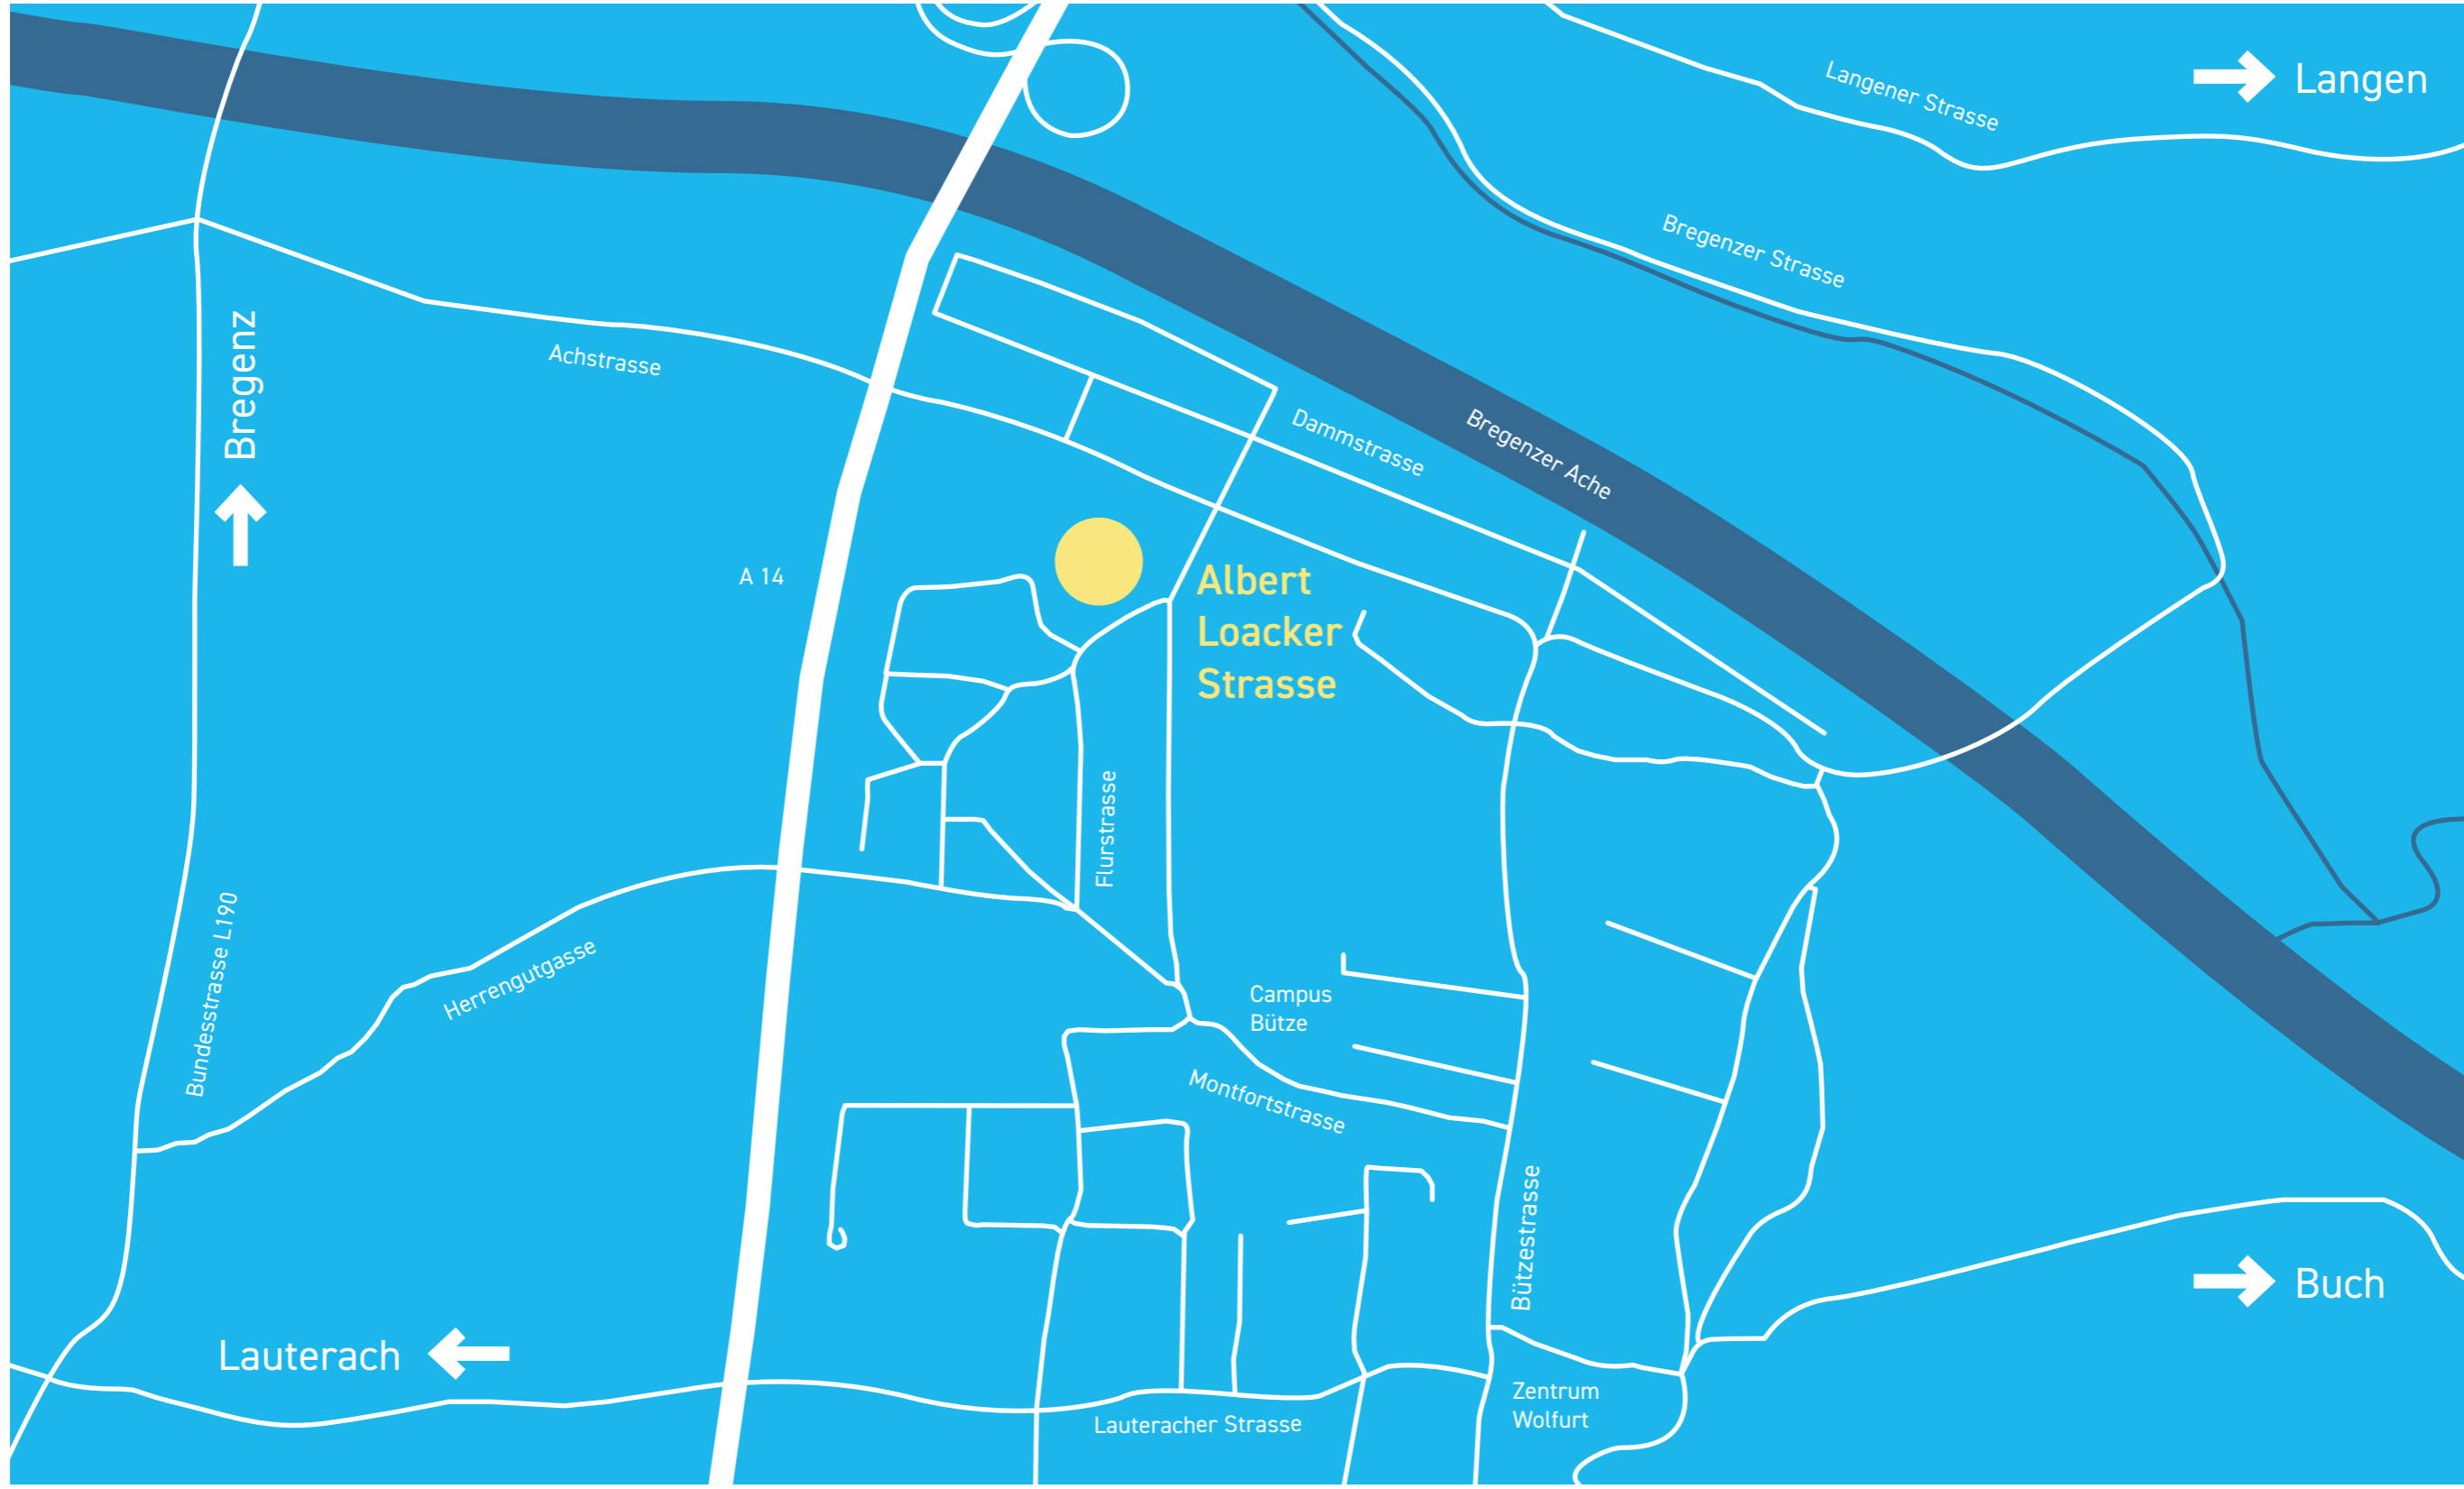 Langen
Langener Strasse
Bregenzer Strasse
Bregenz
Achstrasse
Dammstrasse
Bregenzer Ache
A 14
Albert
Loacker
Strasse
Flurstrasse
Bundesstrasse L190
Herrengutgasse
Campus
Bütze
Montfortstrasse
Bützestrasse
Buch
Lauterach
Zentrum
Wolfurt
Lauteracher Strasse